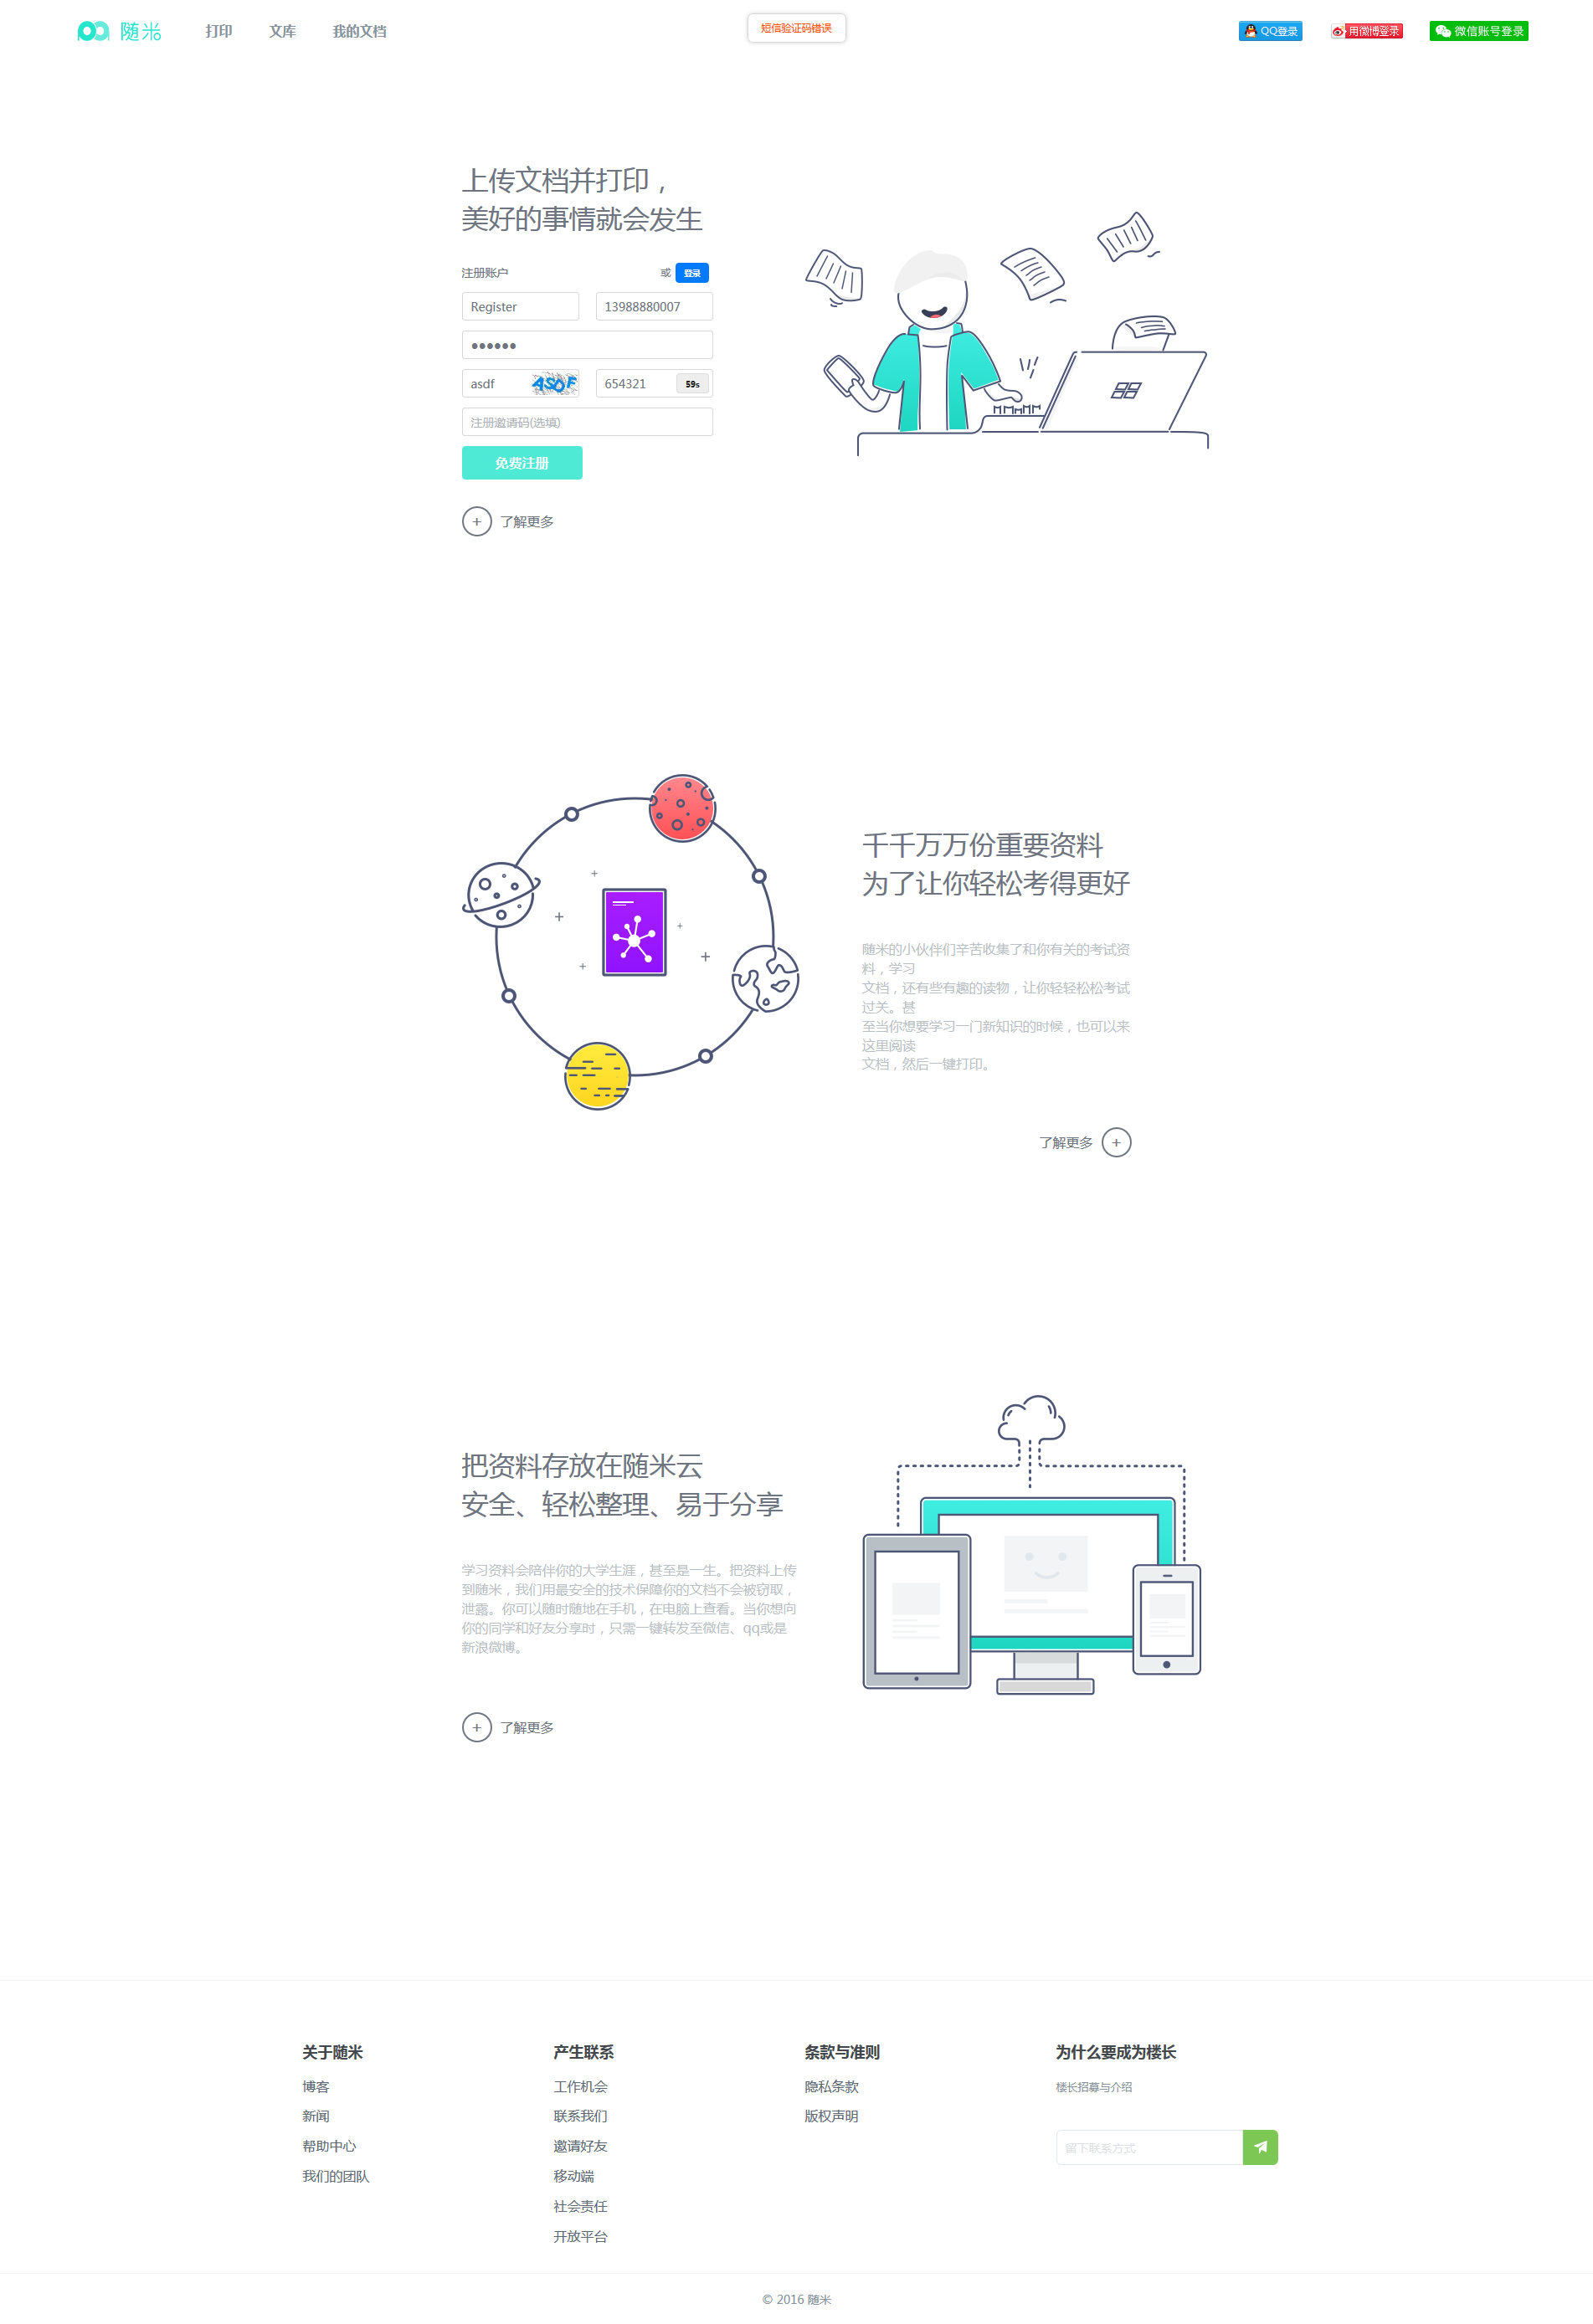 随米
打印
文库
我的文档
短信验证码错误
QQ登录
用微博登录
微信账号登录
上传文档并打印，
美好的事情就会发生
注册账户
或 登录
Register
13988880007
●●●●●●
asdf
ASDF
654321
59s
注册邀请码(选填)
免费注册
+ 了解更多
千千万万份重要资料
为了让你轻松考得更好
随米的小伙伴们辛苦收集了和你有关的考试资
料，学习
文档，还有些有趣的读物，让你轻轻松松考试
过关。甚
至当你想要学习一门新知识的时候，也可以来
这里阅读
文档，然后一键打印。
了解更多 +
把资料存放在随米云
安全、轻松整理、易于分享
学习资料会陪伴你的大学生涯，甚至是一生。把资料上传
到随米，我们用最安全的技术保障你的文档不会被窃取，
泄露。你可以随时随地在手机，在电脑上查看。当你想向
你的同学和好友分享时，只需一键转发至微信、qq或是
新浪微博。
+ 了解更多
关于随米
博客
新闻
帮助中心
我们的团队
产生联系
工作机会
联系我们
邀请好友
移动端
社会责任
开放平台
条款与准则
隐私条款
版权声明
为什么要成为楼长
楼长招募与介绍
留下联系方式
© 2016 随米